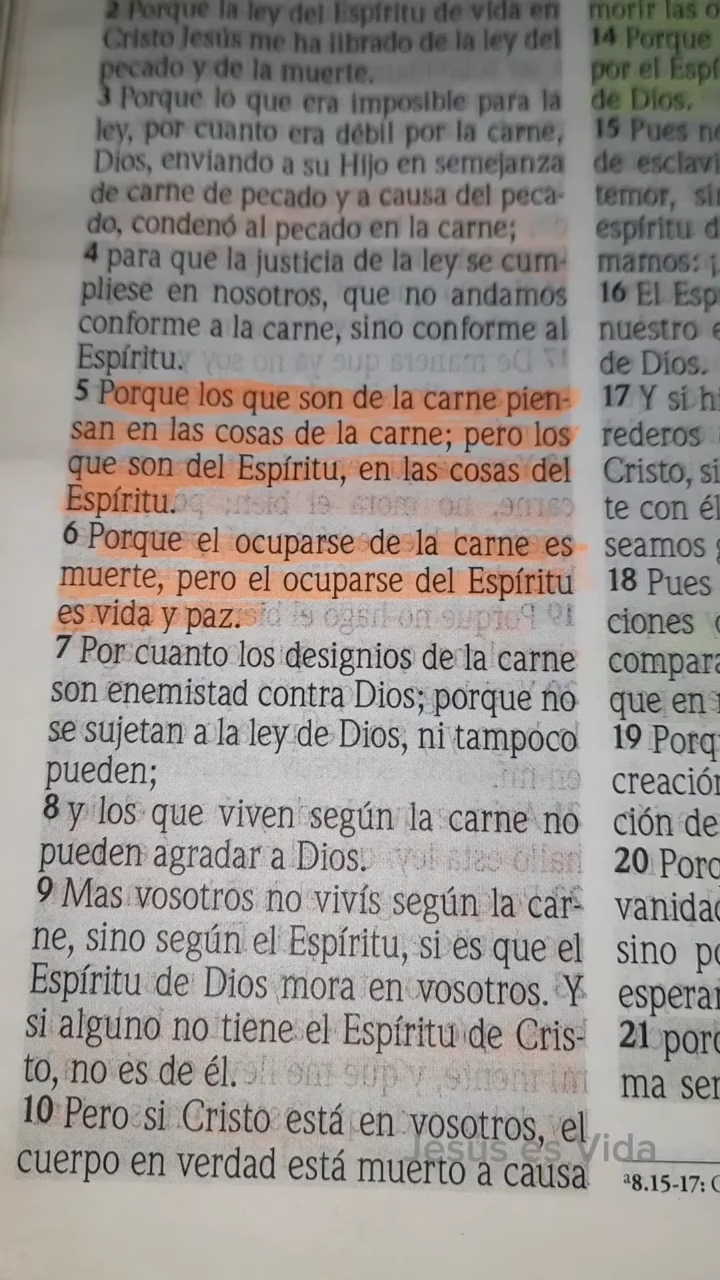 2 Porque la ley del Espíritu de vida en
Cristo Jesús me ha librado de la ley del
pecado y de la muerte.
3 Porque lo que era imposible para la
ley, por cuanto era débil por la carne,
Dios, enviando a su Hijo en semejanza
de carne de pecado y a causa del peca-
do, condenó al pecado en la carne;
4 para que la justicia de la ley se cum-
pliese en nosotros, que no andamos
conforme a la carne, sino conforme al
Espíritu.
5 Porque los que son de la carne pien-
san en las cosas de la carne; pero los
que son del Espíritu, en las cosas del
Espíritu.
6 Porque el ocuparse de la carne es
muerte, pero el ocuparse del Espíritu
es vida y paz.
7 Por cuanto los designios de la carne
son enemistad contra Dios; porque no
se sujetan a la ley de Dios, ni tampoco
pueden;
8 y los que viven según la carne no
pueden agradar a Dios.
9 Mas vosotros no vivís según la car-
ne, sino según el Espíritu, si es que el
Espíritu de Dios mora en vosotros. Y
si alguno no tiene el Espíritu de Cris-
to, no es de él.
10 Pero si Cristo está en vosotros, el
cuerpo en verdad está muerto a causa
morir las
14 Porque
por el
de Dios.
15 Pues
de
temor,
espíritu
mamos:
16 El
nuestro
de Dios.
17 Y si
rederos
Cristo, si
te con él
seamos
18 Pues
ciones
que en
19
ción de
20
sino
21
ma
a8.15-17:
Jesús es Vida